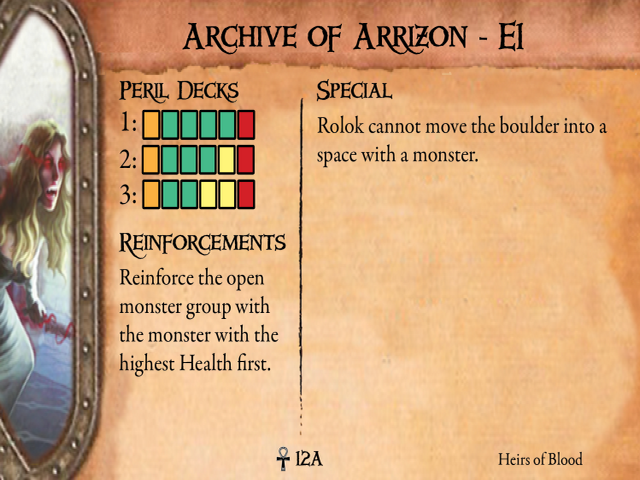 Archive of Arrizon - E1
Peril Decks
1:
2:
3:
Reinforcements
Reinforce the open
monster group with
the monster with the
highest Health first.
Special
Rolok cannot move the boulder into a
space with a monster.
12A
Heirs of Blood